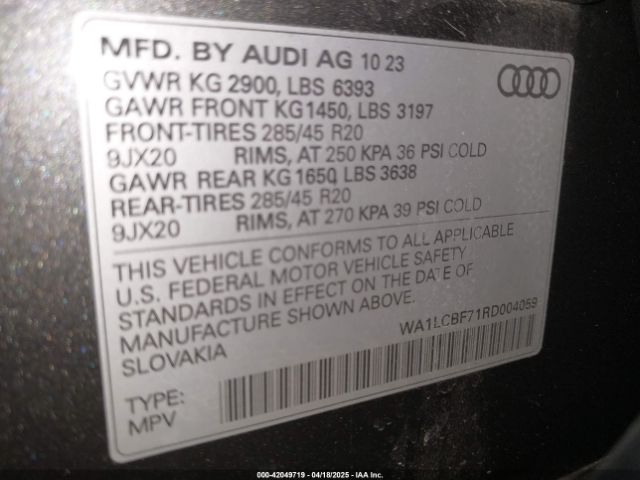 MFD. BY AUDI AG 10 23
GVWR KG 2900, LBS 6393
GAWR FRONT KG1450, LBS 3197
FRONT-TIRES 285/45 R20
9JX20 RIMS, AT 250 KPA 36 PSI COLD
GAWR REAR KG 1650 LBS 3638
REAR-TIRES 285/45 R20
9JX20 RIMS, AT 270 KPA 39 PSI COLD
THIS VEHICLE CONFORMS TO ALL APPLICABLE
U.S. FEDERAL MOTOR VEHICLE SAFETY
STANDARDS IN EFFECT ON THE DATE OF
MANUFACTURE SHOWN ABOVE.
SLOVAKIA
WA1LCBF71RD004059
TYPE:
MPV
000-42049719 / 04/18/2025 - IAA Inc.